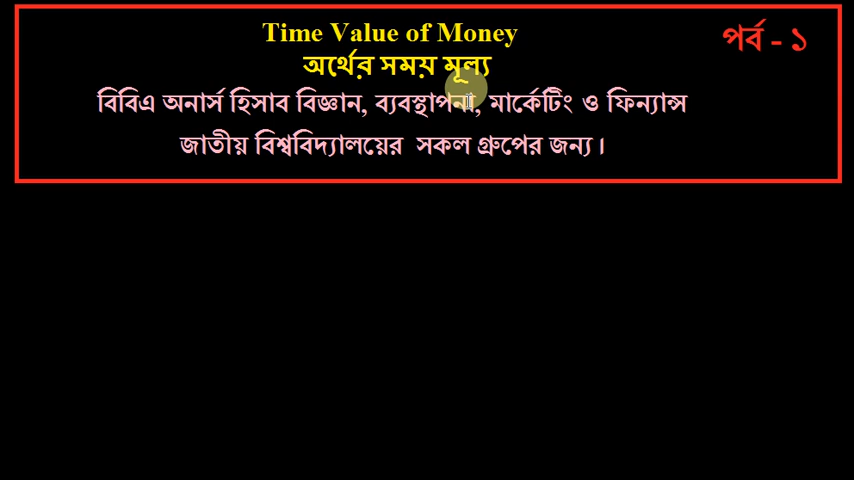 Time Value of Money
পর্ব - ১
অর্থের সময় মূল্য
বিবিএ অনার্স হিসাব বিজ্ঞান, ব্যবস্থাপনা, মার্কেটিং ও ফিন্যান্স
জাতীয় বিশ্ববিদ্যালয়ের সকল গ্রুপের জন্য।